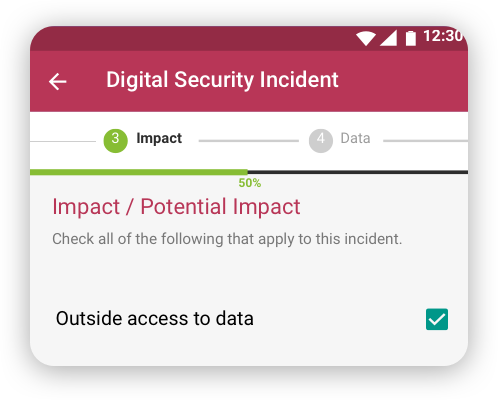 12:30
Digital Security Incident
3 Impact 4 Data
50%
Impact / Potential Impact
Check all of the following that apply to this incident.
Outside access to data